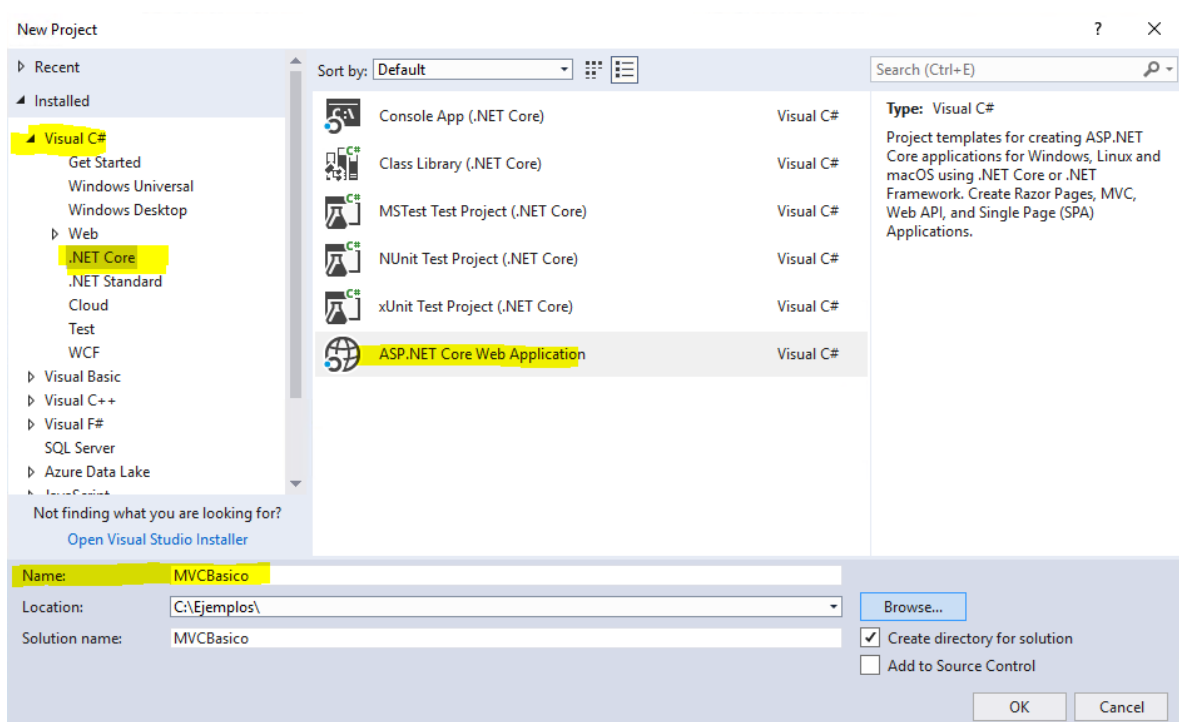 New Project
?
Recent
Installed
Visual C#
Get Started
Windows Universal
Windows Desktop
Web
.NET Core
.NET Standard
Cloud
Test
WCF
Visual Basic
Visual C++
Visual F#
SQL Server
Azure Data Lake
JavaScript
Not finding what you are looking for?
Open Visual Studio Installer
Sort by: Default
C:\ Console App (.NET Core) Visual C#
C# Class Library (.NET Core) Visual C#
C# MSTest Test Project (.NET Core) Visual C#
C# NUnit Test Project (.NET Core) Visual C#
C# xUnit Test Project (.NET Core) Visual C#
ASP.NET Core Web Application Visual C#
Search (Ctrl+E)
Type: Visual C#
Project templates for creating ASP.NET
Core applications for Windows, Linux and
macOS using .NET Core or .NET
Framework. Create Razor Pages, MVC,
Web API, and Single Page (SPA)
Applications.
Name: MVCBasico
Location: C:\Ejemplos\
Browse...
Solution name: MVCBasico
Create directory for solution
Add to Source Control
OK Cancel